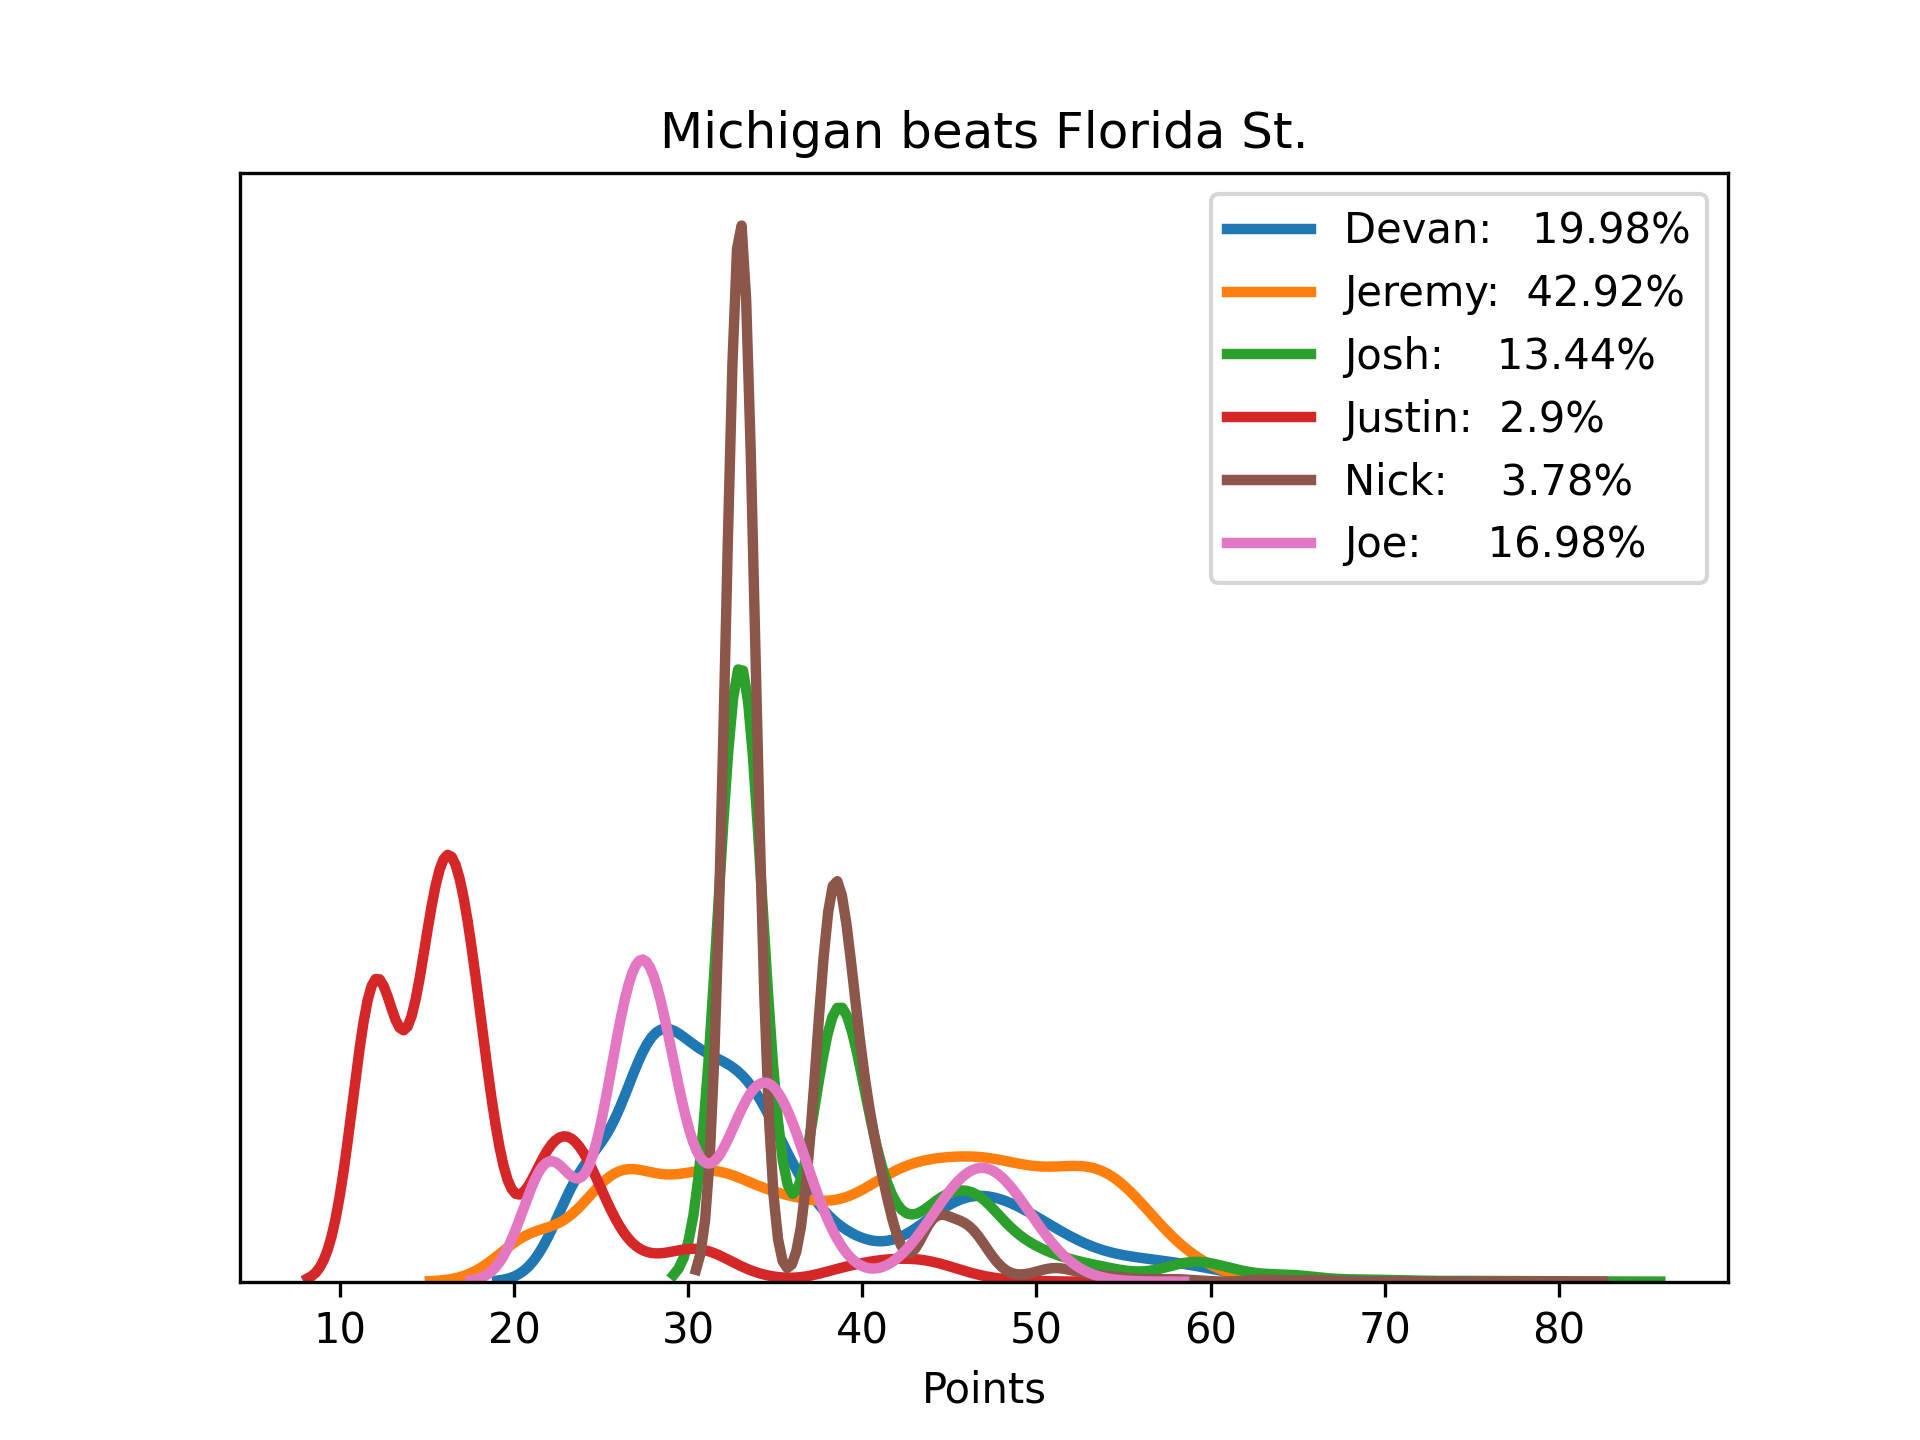 Michigan beats Florida St.
Devan: 19.98%
Jeremy: 42.92%
Josh: 13.44%
Justin: 2.9%
Nick: 3.78%
Joe: 16.98%
10 20 30 40 50 60 70 80
Points